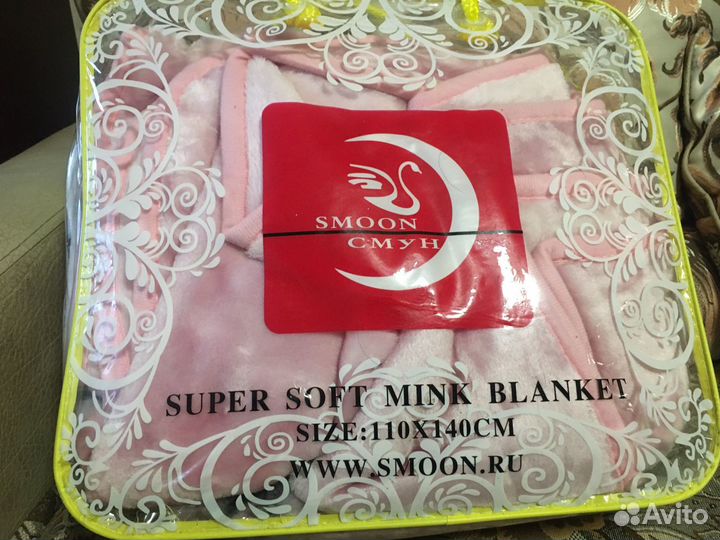 SMOON
СМУН
SUPER SOFT MINK BLANKET
SIZE:110X140CM
WWW.SMOON.RU
Avito